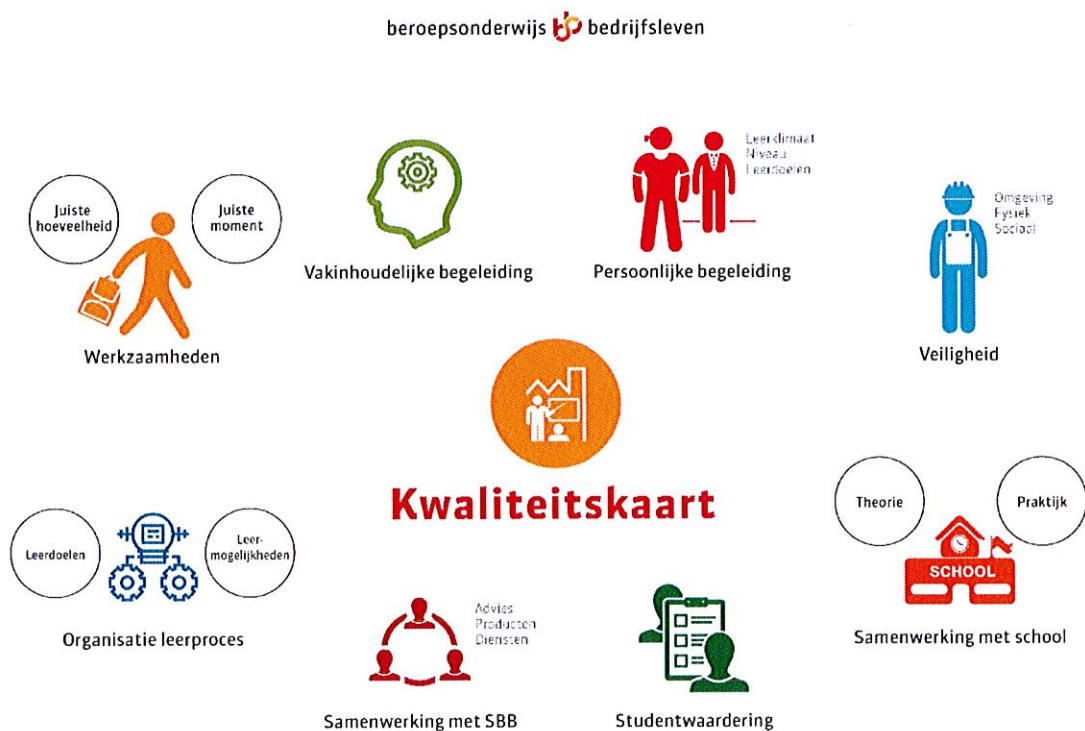 beroepsonderwijs bedrijfsleven
Juiste
hoeveelheid
Juiste
moment
Werkzaamheden
Vakinhoudelijke begeleiding
Leerklimaat
Niveau
Leerdoelen
Persoonlijke begeleiding
Omgeving
Fysiek
Sociaal
Veiligheid
Kwaliteitskaart
Leerdoelen
Leer-
mogelijkheden
Organisatie leerproces
Advies
Producten
Diensten
Samenwerking met SBB
Studentwaardering
Theorie
Praktijk
SCHOOL
Samenwerking met school